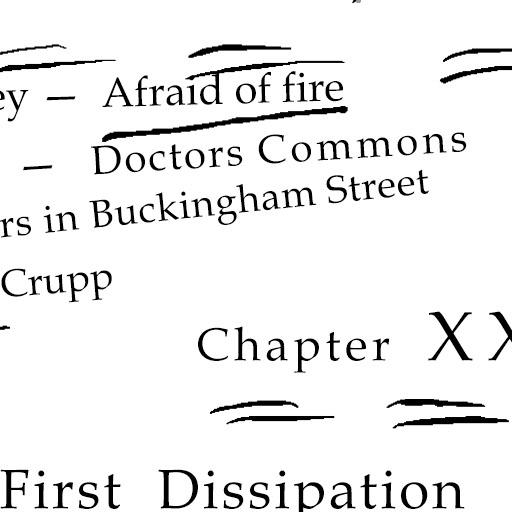 ey — Afraid of fire
— Doctors Commons
rs in Buckingham Street
Crupp
Chapter XX
First Dissipation